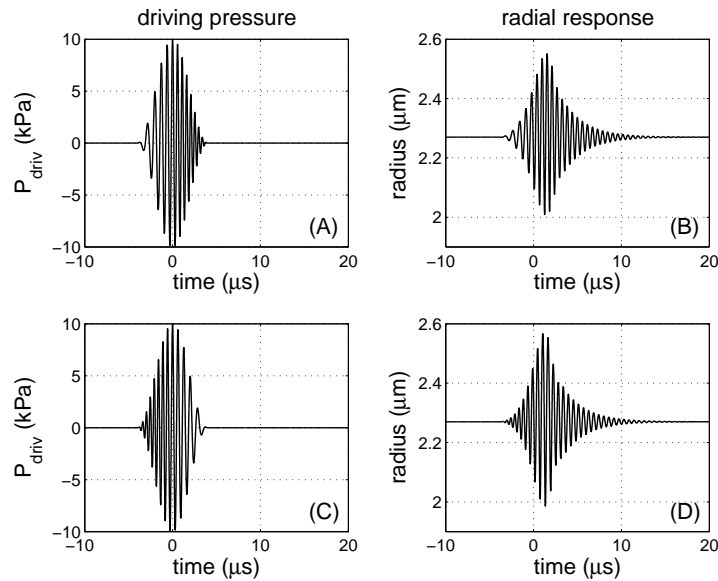 driving pressure
radial response
10
5
0
−5
−10
P_driv (kPa)
−10 0 10 20
time (μs)
(A)
2.6
2.4
2.2
2
radius (μm)
−10 0 10 20
time (μs)
(B)
10
5
0
−5
−10
P_driv (kPa)
−10 0 10 20
time (μs)
(C)
2.6
2.4
2.2
2
radius (μm)
−10 0 10 20
time (μs)
(D)